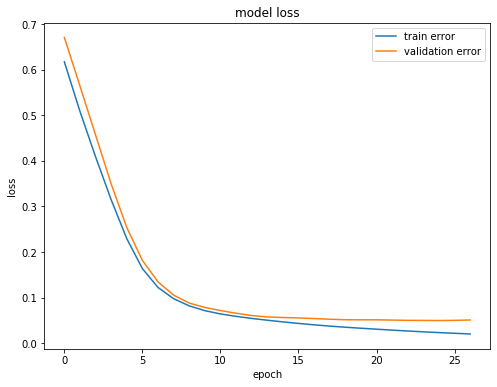 model loss
train error
validation error
0.7
0.6
0.5
0.4
0.3
0.2
0.1
0.0
loss
0 5 10 15 20 25
epoch